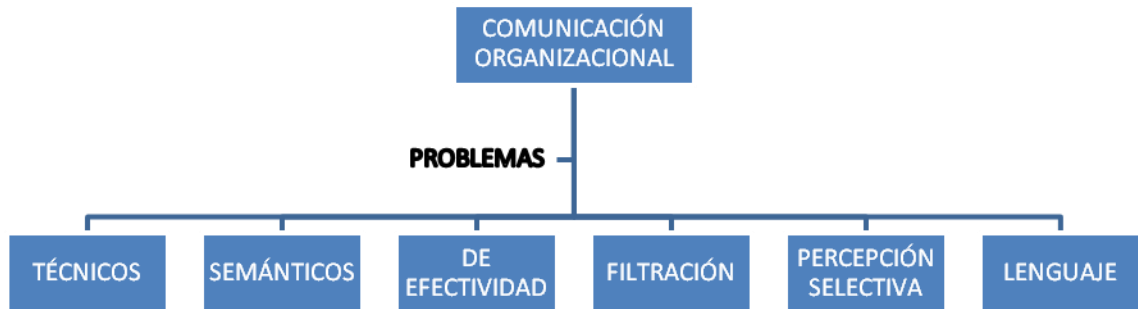 COMUNICACIÓN
ORGANIZACIONAL
PROBLEMAS
TÉCNICOS
SEMÁNTICOS
DE
EFECTIVIDAD
FILTRACIÓN
PERCEPCIÓN
SELECTIVA
LENGUAJE